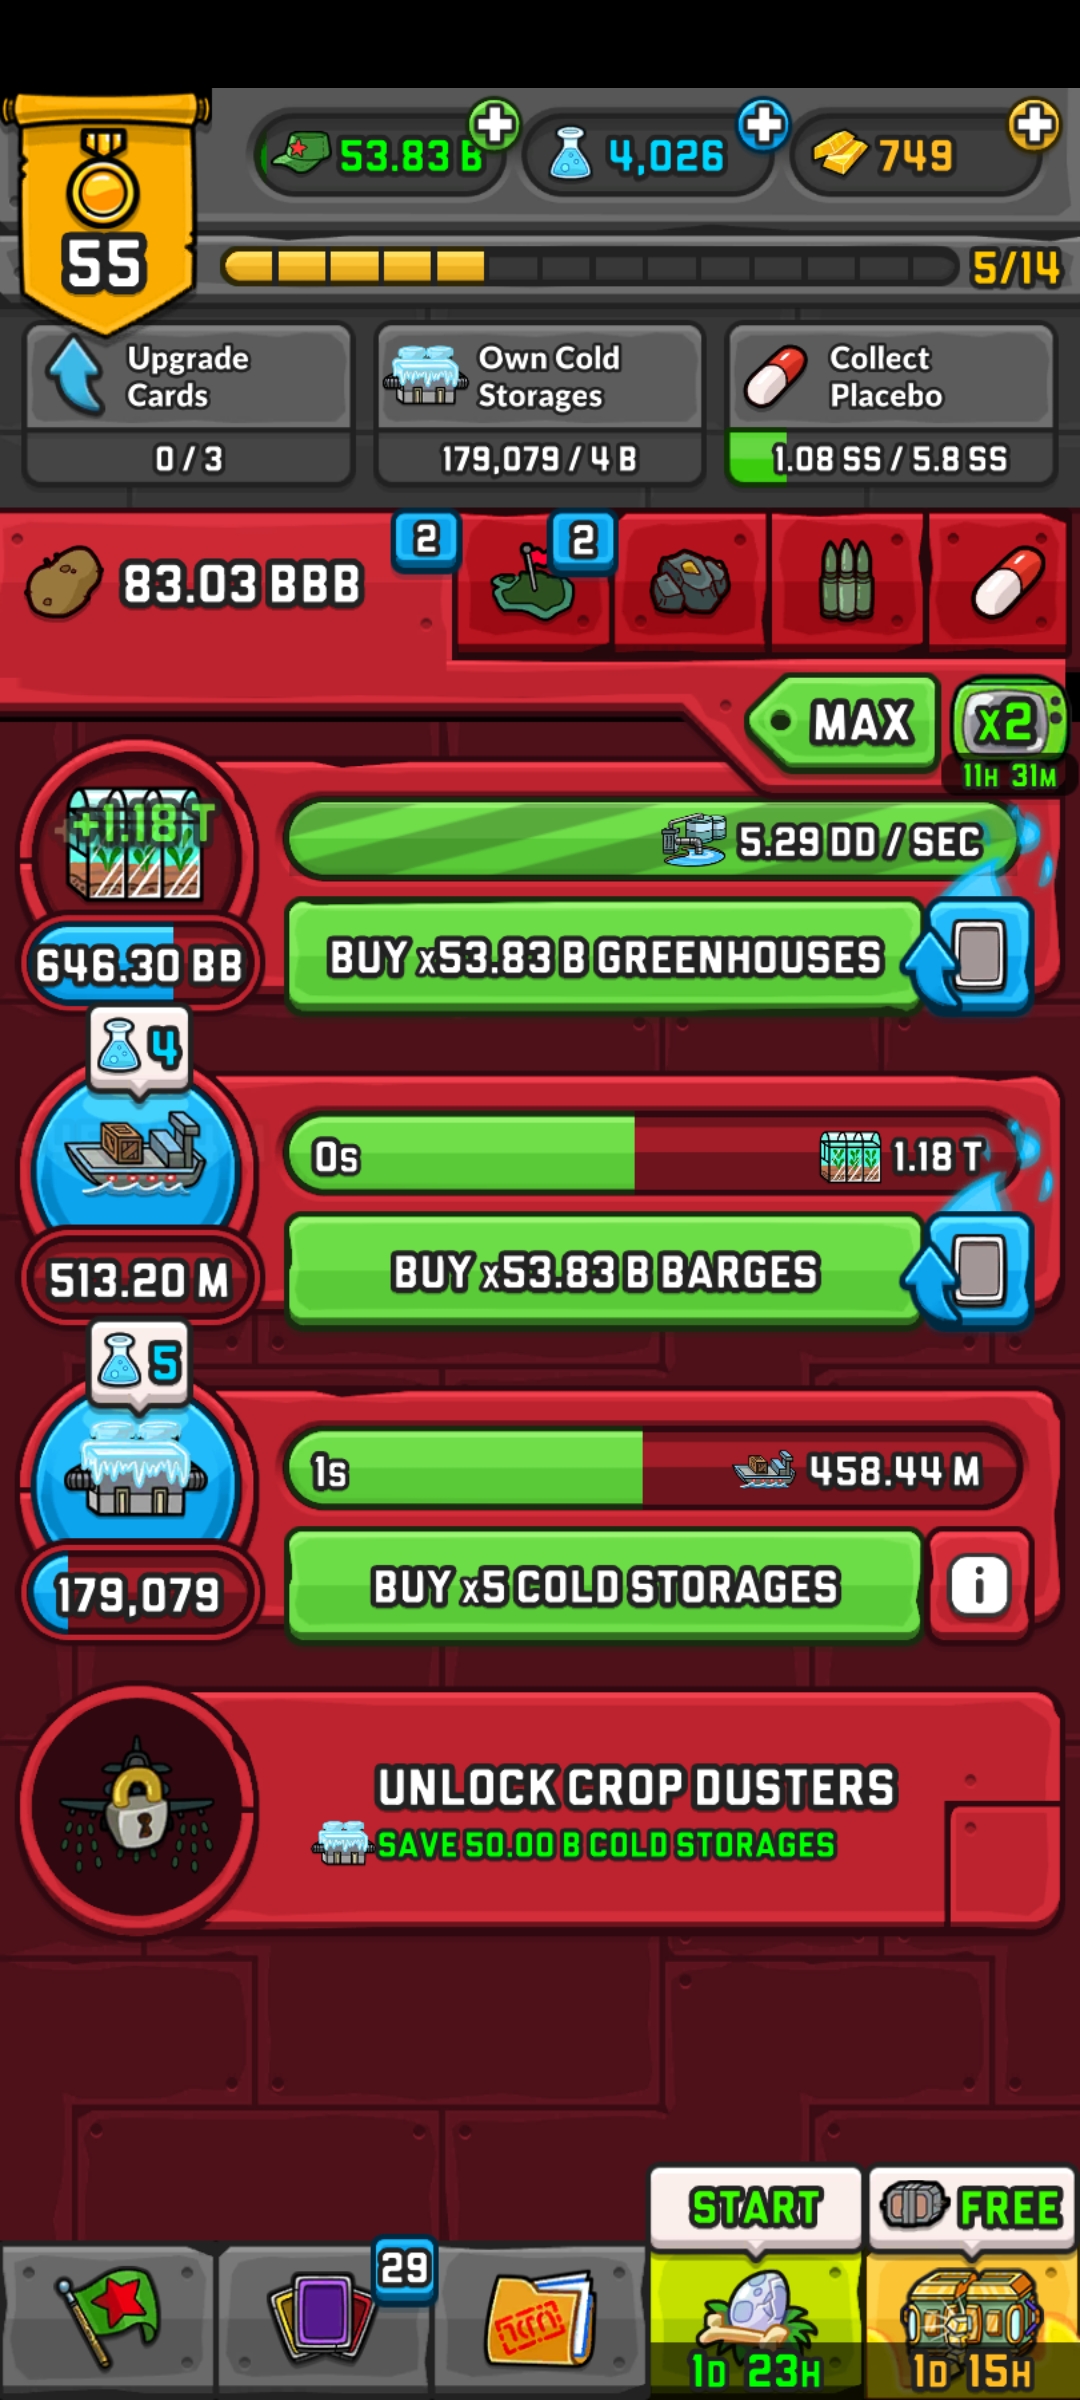 55
53.83 B
4,026
749
5/14
Upgrade
Cards
0 / 3
Own Cold
Storages
179,079 / 4 B
Collect
Placebo
1.08 SS / 5.8 SS
83.03 BBB
2
2
MAX
x2
11H 31M
+1.18 T
5.29 DD / SEC
646.30 BB
BUY x53.83 B GREENHOUSES
4
0s
1.18 T
513.20 M
BUY x53.83 B BARGES
5
1s
458.44 M
179,079
BUY x5 COLD STORAGES
i
UNLOCK CROP DUSTERS
SAVE 50.00 B COLD STORAGES
START
FREE
29
1D 23H
1D 15H